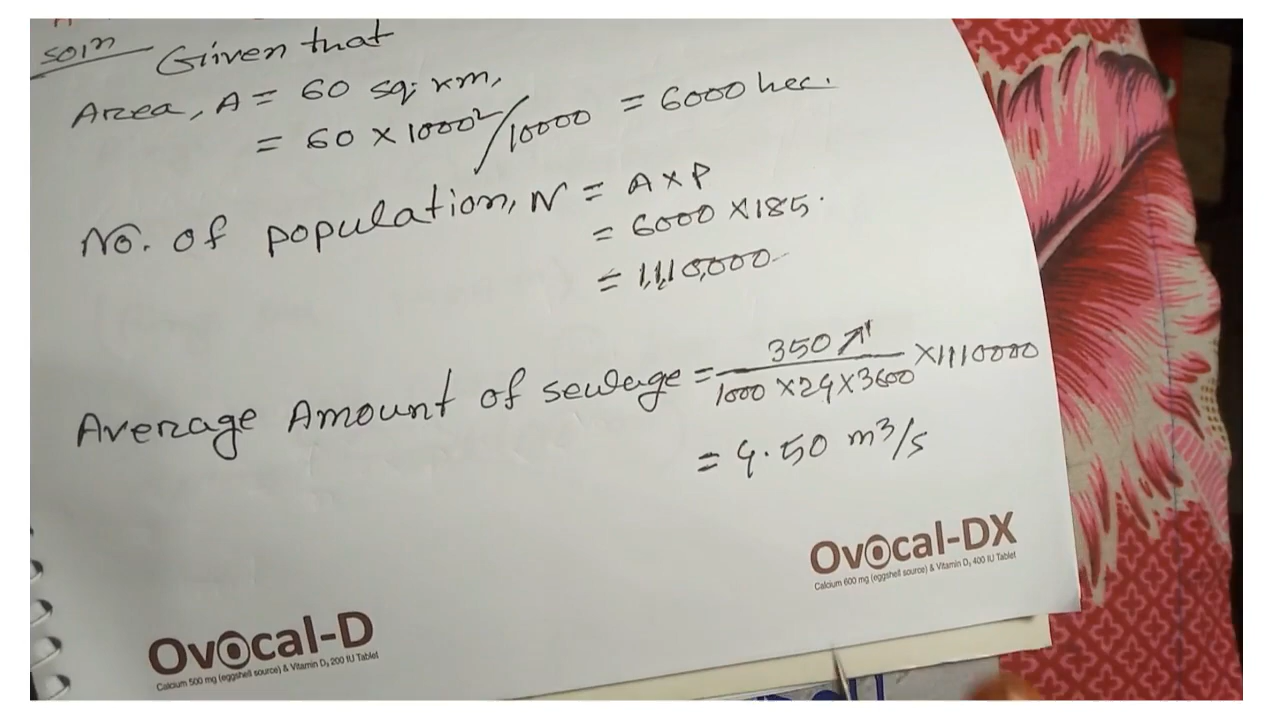 Soln Given that
Area, A = 60 sq. km,
= 60 × 1000²/10000 = 6000 hec.
No. of population, N = A×P
= 6000 × 185.
= 1,110,000
Average Amount of sewage = 350 / 1000 × 24 × 3600 × 1110000
= 4.50 m³/s
Ovocal-DX
Calcium 600 mg (eggshell source) & Vitamin D, 400 IU Tablet
Ovocal-D
Calcium 500 mg (eggshell source) & Vitamin D, 200 IU Tablet